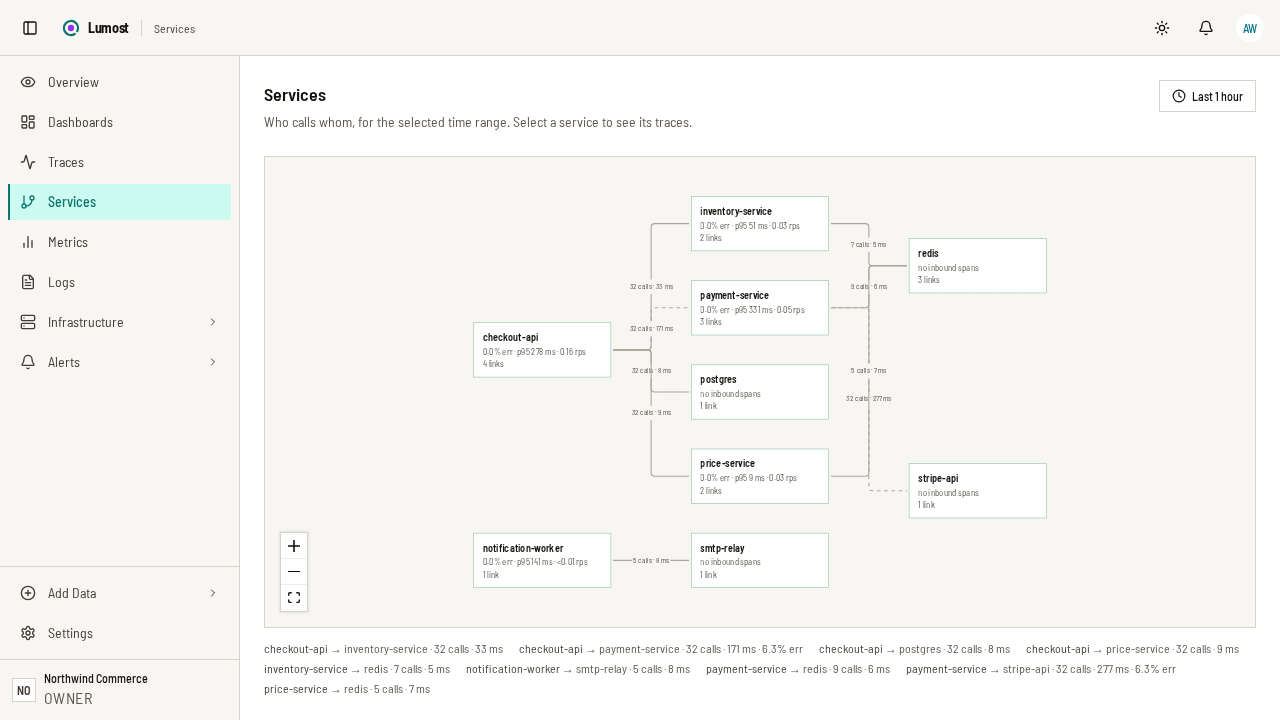 Lumost
Services
AW
Overview
Dashboards
Traces
Services
Metrics
Logs
Infrastructure
Alerts
Add Data
Settings
NO
Northwind Commerce
OWNER
Services
Last 1 hour
Who calls whom, for the selected time range. Select a service to see its traces.
inventory-service
0.0% err · p95 51 ms · 0.03 rps
2 links
7 calls · 5 ms
redis
no inbound spans
3 links
32 calls · 33 ms
payment-service
0.0% err · p95 331 ms · 0.05 rps
3 links
9 calls · 6 ms
checkout-api
0.0% err · p95 278 ms · 0.16 rps
4 links
32 calls · 171 ms
32 calls · 8 ms
postgres
no inbound spans
1 link
5 calls · 7 ms
32 calls · 277 ms
32 calls · 9 ms
price-service
0.0% err · p95 9 ms · 0.03 rps
2 links
stripe-api
no inbound spans
1 link
notification-worker
0.0% err · p95 141 ms · <0.01 rps
1 link
5 calls · 8 ms
smtp-relay
no inbound spans
1 link
checkout-api → inventory-service · 32 calls · 33 ms checkout-api → payment-service · 32 calls · 171 ms · 6.3% err checkout-api → postgres · 32 calls · 8 ms checkout-api → price-service · 32 calls · 9 ms
inventory-service → redis · 7 calls · 5 ms notification-worker → smtp-relay · 5 calls · 8 ms payment-service → redis · 9 calls · 6 ms payment-service → stripe-api · 32 calls · 277 ms · 6.3% err
price-service → redis · 5 calls · 7 ms